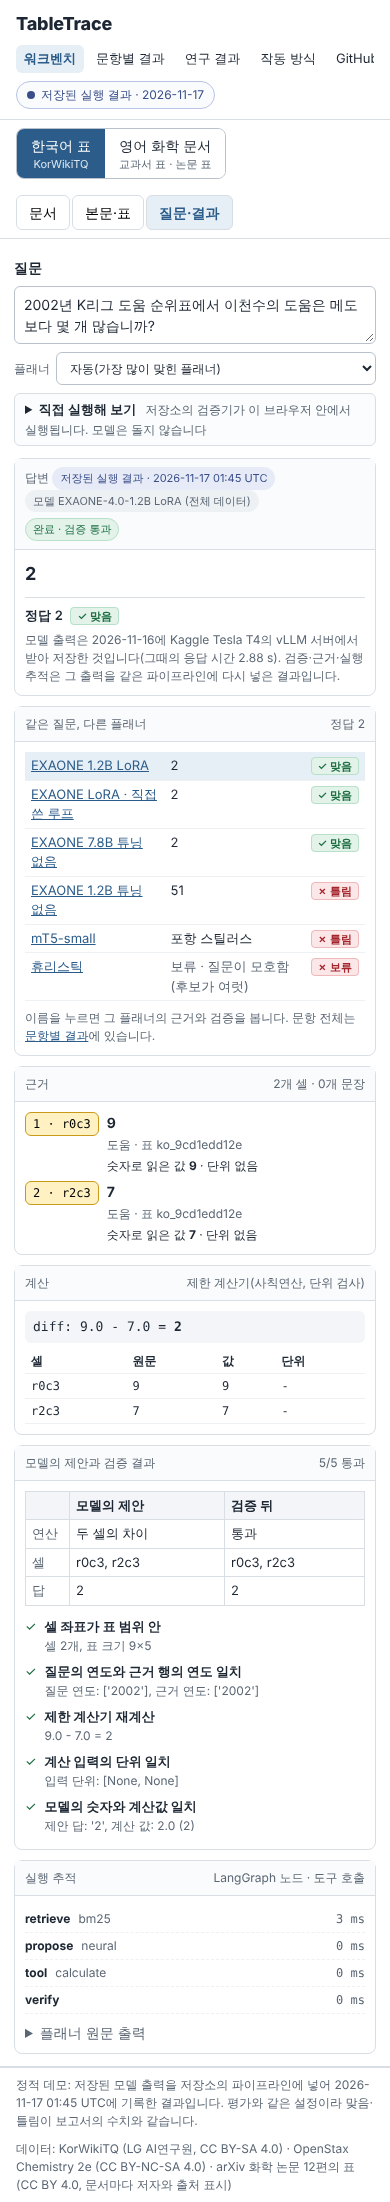 TableTrace
워크벤치 문항별 결과 연구 결과 작동 방식 GitHub
저장된 실행 결과 · 2026-11-17
한국어 표
KorWikiTQ
영어 화학 문서
교과서 표 · 논문 표
문서 본문·표 질문·결과
질문
2002년 K리그 도움 순위표에서 이천수의 도움은 메도
보다 몇 개 많습니까?
플래너 자동(가장 많이 맞힌 플래너)
▶ 직접 실행해 보기 저장소의 검증기가 이 브라우저 안에서
실행됩니다. 모델은 돌지 않습니다
답변 저장된 실행 결과 · 2026-11-17 01:45 UTC
모델 EXAONE-4.0-1.2B LoRA (전체 데이터)
완료 · 검증 통과
2
정답 2 ✓ 맞음
모델 출력은 2026-11-16에 Kaggle Tesla T4의 vLLM 서버에서
받아 저장한 것입니다(그때의 응답 시간 2.88 s). 검증·근거·실행
추적은 그 출력을 같은 파이프라인에 다시 넣은 결과입니다.
같은 질문, 다른 플래너 정답 2
EXAONE 1.2B LoRA 2 ✓ 맞음
EXAONE LoRA · 직접
쓴 루프 2 ✓ 맞음
EXAONE 7.8B 튜닝
없음 2 ✓ 맞음
EXAONE 1.2B 튜닝
없음 51 × 틀림
mT5-small 포항 스틸러스 × 틀림
휴리스틱 보류 · 질문이 모호함
(후보가 여럿) × 보류
이름을 누르면 그 플래너의 근거와 검증을 봅니다. 문항 전체는
문항별 결과에 있습니다.
근거 2개 셀 · 0개 문장
1 · r0c3 9
도움 · 표 ko_9cd1edd12e
숫자로 읽은 값 9 · 단위 없음
2 · r2c3 7
도움 · 표 ko_9cd1edd12e
숫자로 읽은 값 7 · 단위 없음
계산 제한 계산기(사칙연산, 단위 검사)
diff: 9.0 - 7.0 = 2
셀 원문 값 단위
r0c3 9 9 -
r2c3 7 7 -
모델의 제안과 검증 결과 5/5 통과
모델의 제안 검증 뒤
연산 두 셀의 차이 통과
셀 r0c3, r2c3 r0c3, r2c3
답 2 2
✓ 셀 좌표가 표 범위 안
셀 2개, 표 크기 9×5
✓ 질문의 연도와 근거 행의 연도 일치
질문 연도: ['2002'], 근거 연도: ['2002']
✓ 제한 계산기 재계산
9.0 - 7.0 = 2
✓ 계산 입력의 단위 일치
입력 단위: [None, None]
✓ 모델의 숫자와 계산값 일치
제안 답: '2', 계산 값: 2.0 (2)
실행 추적 LangGraph 노드 · 도구 호출
retrieve bm25 3 ms
propose neural 0 ms
tool calculate 0 ms
verify 0 ms
▶ 플래너 원문 출력
정적 데모: 저장된 모델 출력을 저장소의 파이프라인에 넣어 2026-
11-17 01:45 UTC에 기록한 결과입니다. 평가와 같은 설정이라 맞음·
틀림이 보고서의 수치와 같습니다.
데이터: KorWikiTQ (LG AI연구원, CC BY-SA 4.0) · OpenStax
Chemistry 2e (CC BY-NC-SA 4.0) · arXiv 화학 논문 12편의 표
(CC BY 4.0, 문서마다 저자와 출처 표시)